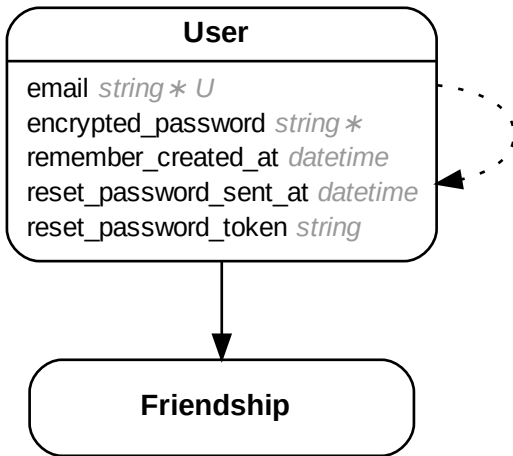 User
email string∗ U
encrypted_password string∗
remember_created_at datetime
reset_password_sent_at datetime
reset_password_token string
Friendship